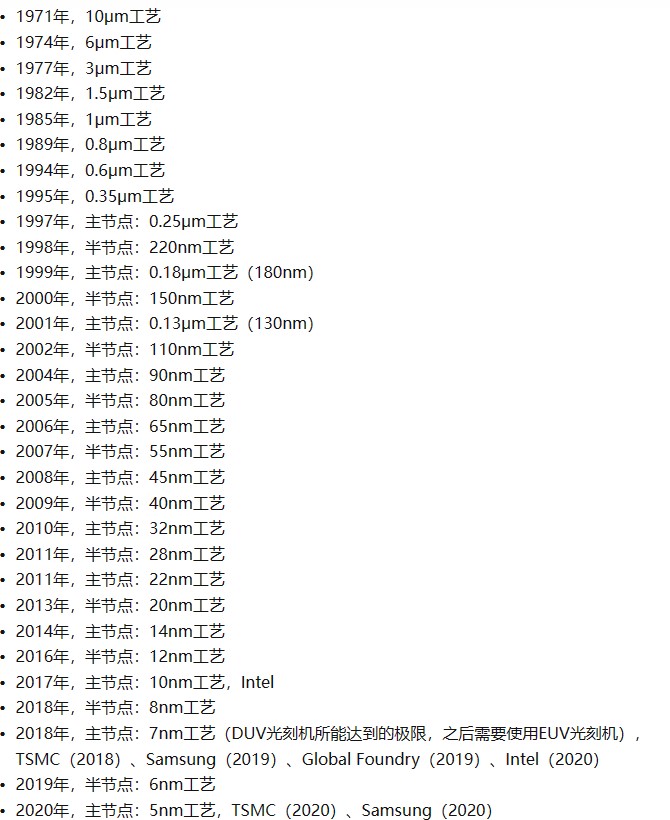 • 1971年，10μm工艺
• 1974年，6μm工艺
• 1977年，3μm工艺
• 1982年，1.5μm工艺
• 1985年，1μm工艺
• 1989年，0.8μm工艺
• 1994年，0.6μm工艺
• 1995年，0.35μm工艺
• 1997年，主节点：0.25μm工艺
• 1998年，半节点：220nm工艺
• 1999年，主节点：0.18μm工艺（180nm）
• 2000年，半节点：150nm工艺
• 2001年，主节点：0.13μm工艺（130nm）
• 2002年，半节点：110nm工艺
• 2004年，主节点：90nm工艺
• 2005年，半节点：80nm工艺
• 2006年，主节点：65nm工艺
• 2007年，半节点：55nm工艺
• 2008年，主节点：45nm工艺
• 2009年，半节点：40nm工艺
• 2010年，主节点：32nm工艺
• 2011年，半节点：28nm工艺
• 2011年，主节点：22nm工艺
• 2013年，半节点：20nm工艺
• 2014年，主节点：14nm工艺
• 2016年，半节点：12nm工艺
• 2017年，主节点：10nm工艺，Intel
• 2018年，半节点：8nm工艺
• 2018年，主节点：7nm工艺（DUV光刻机所能达到的极限，之后需要使用EUV光刻机），
TSMC（2018）、Samsung（2019）、Global Foundry（2019）、Intel（2020）
• 2019年，半节点：6nm工艺
• 2020年，主节点：5nm工艺，TSMC（2020）、Samsung（2020）